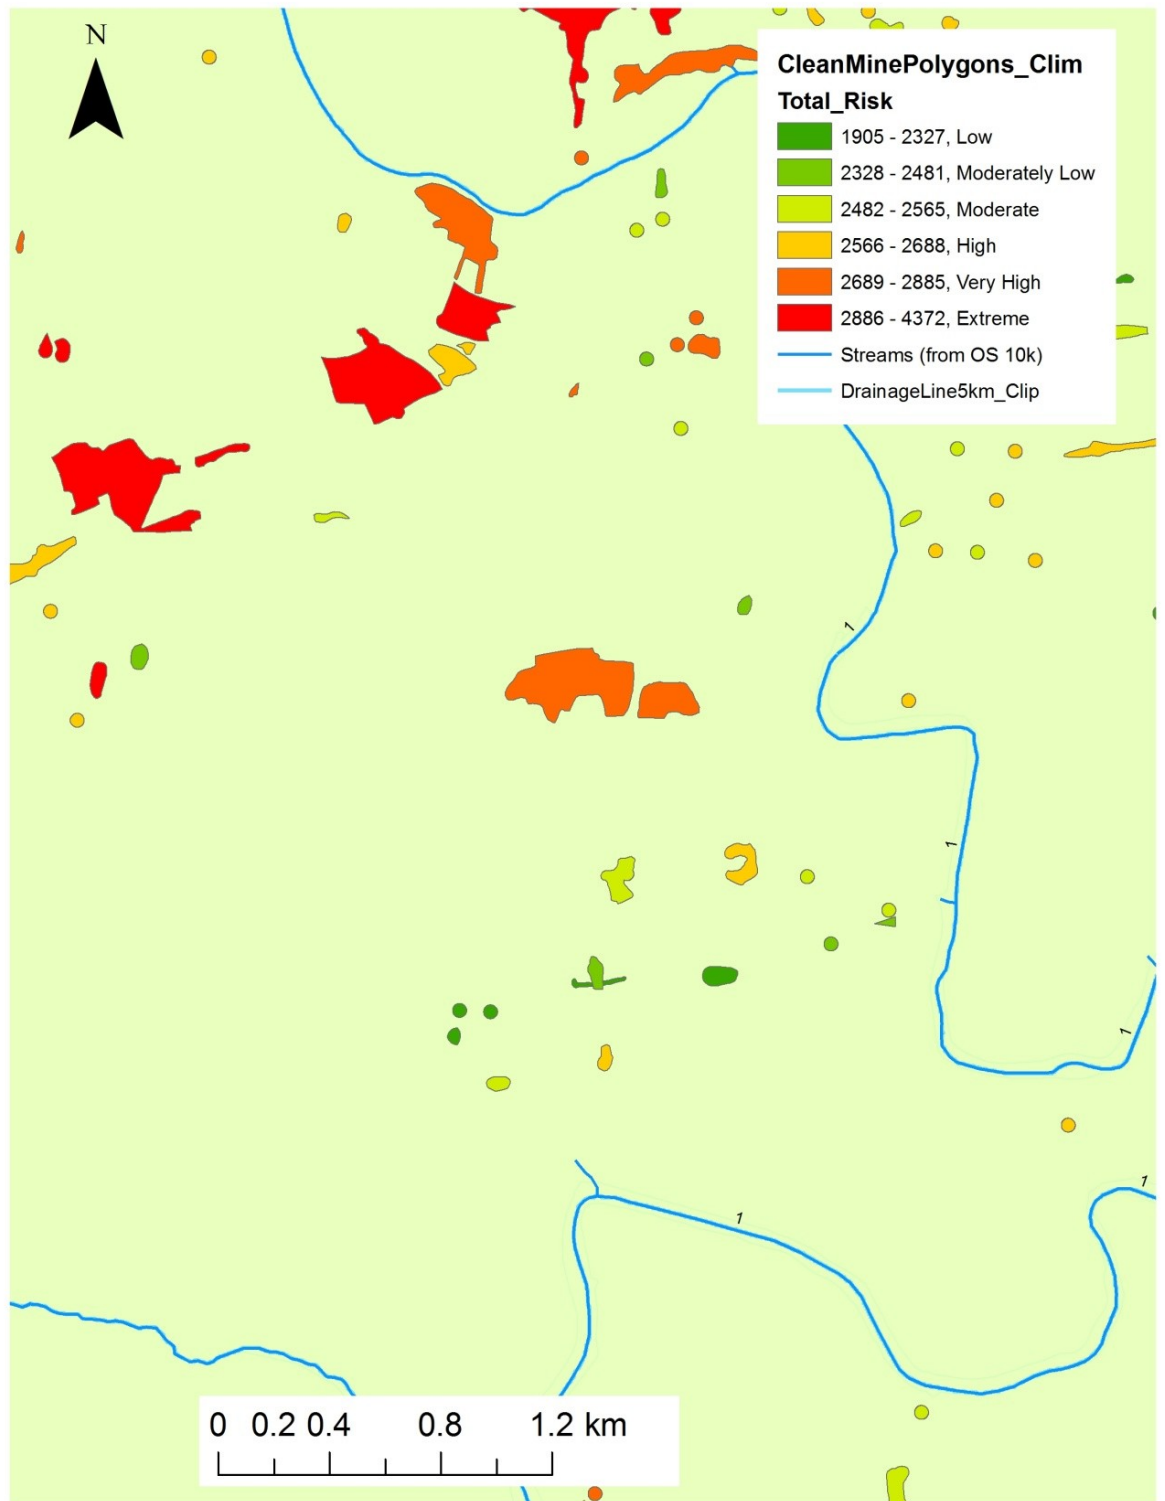 N
CleanMinePolygons_Clim
Total_Risk
1905 - 2327, Low
2328 - 2481, Moderately Low
2482 - 2565, Moderate
2566 - 2688, High
2689 - 2885, Very High
2886 - 4372, Extreme
Streams (from OS 10k)
DrainageLine5km_Clip
1
1
1
1
1
0 0.2 0.4 0.8 1.2 km